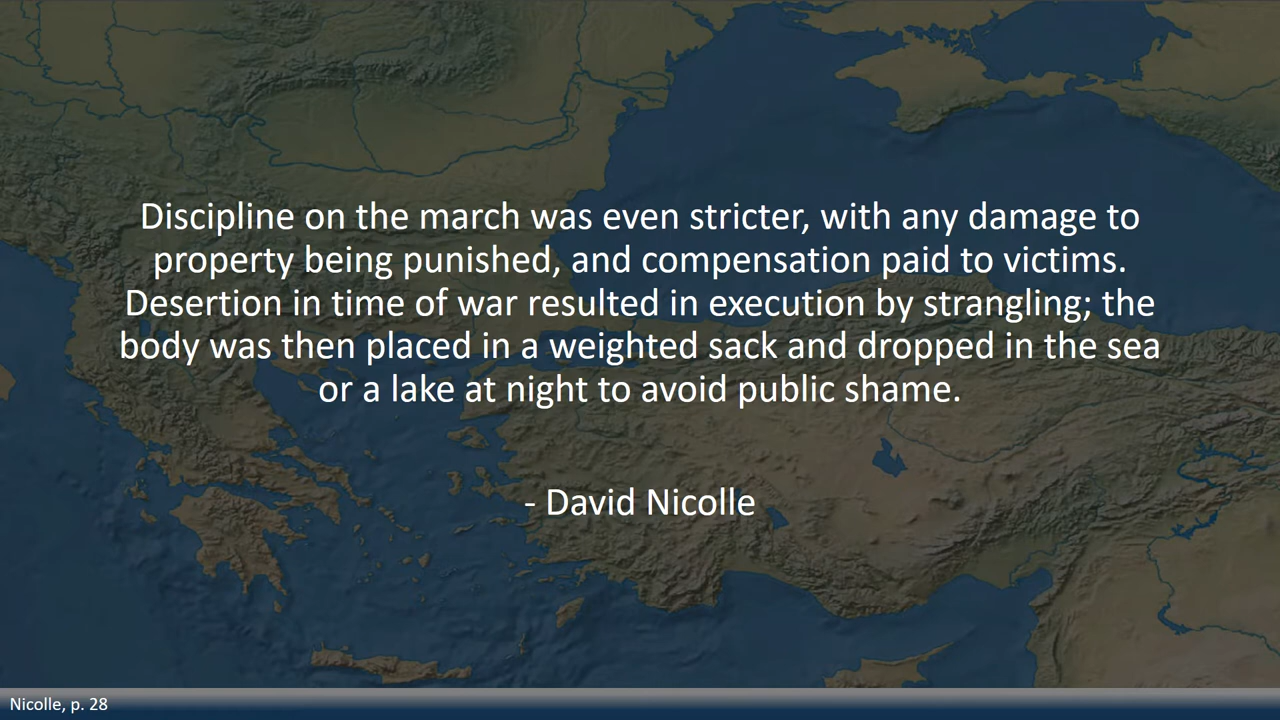 Discipline on the march was even stricter, with any damage to
property being punished, and compensation paid to victims.
Desertion in time of war resulted in execution by strangling; the
body was then placed in a weighted sack and dropped in the sea
or a lake at night to avoid public shame.
- David Nicolle
Nicolle, p. 28